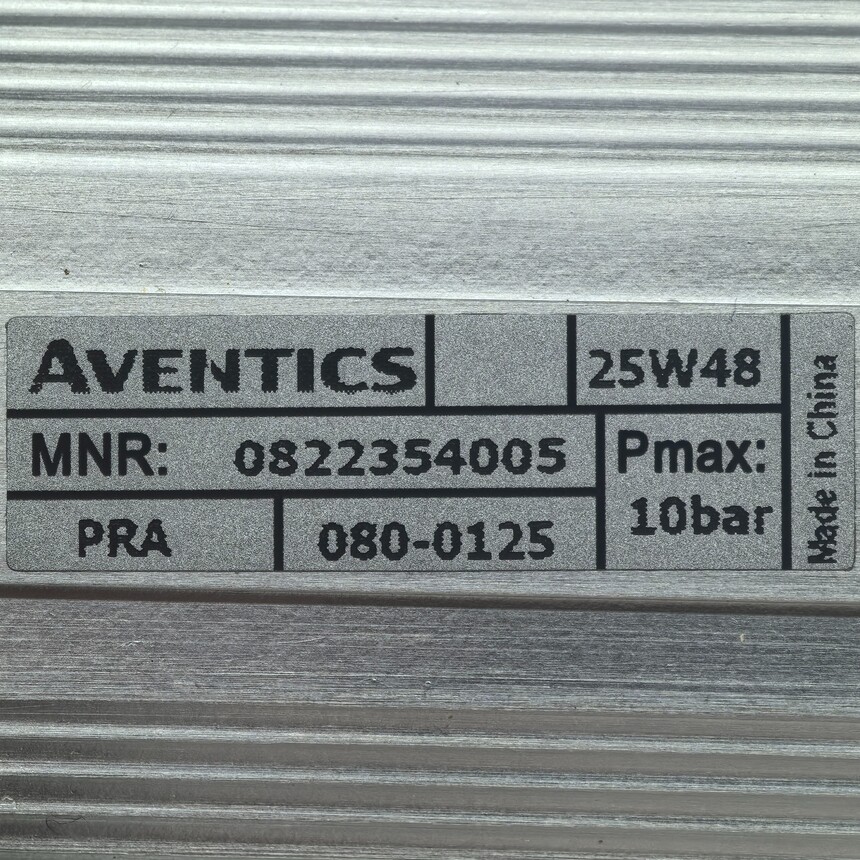 AVENTICS
25W48
MNR: 0822354005
Pmax:
10bar
PRA
080-0125
Made in China